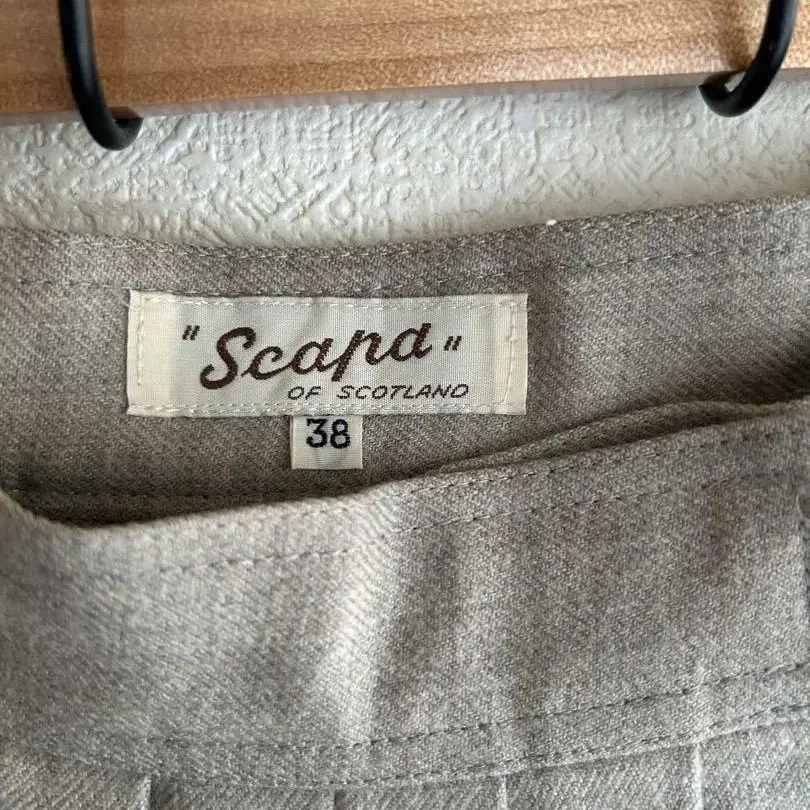 "Scapa"
OF SCOTLAND
38